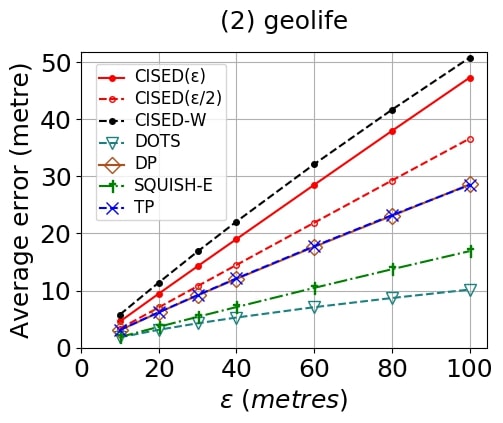 (2) geolife
Average error (metre)
50
40
30
20
10
0
CISED(ε)
CISED(ε/2)
CISED-W
DOTS
DP
SQUISH-E
TP
0 20 40 60 80 100
ε (metres)